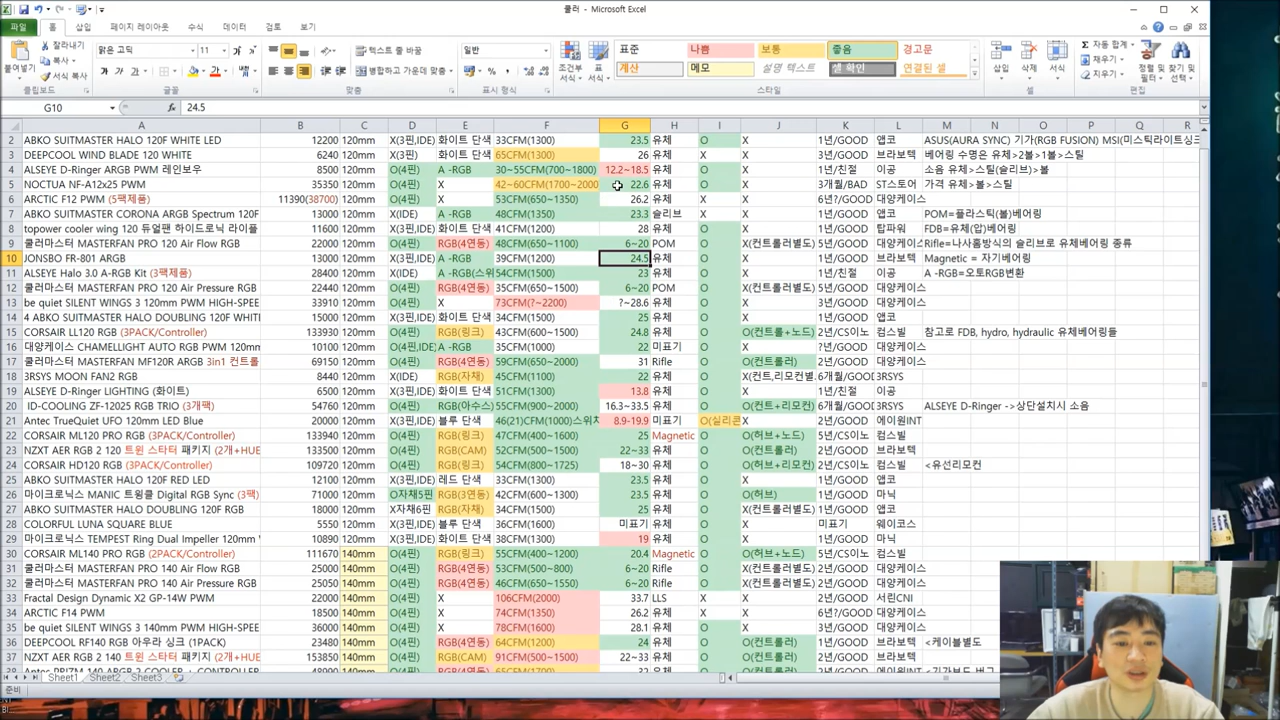 쿨러 - Microsoft Excel
파일 홈 삽입 페이지 레이아웃 수식 데이터 검토 보기
잘라내기 복사 서식 복사 붙여넣기 클립보드
맑은 고딕 11 글꼴
텍스트 줄 바꿈 병합하고 가운데 맞춤 맞춤
일반 표시 형식
조건부 서식 표 서식
표준 나쁨 보통 좋음 경고문
계산 메모 설명 텍스트 셀 확인 연결된 셀
스타일
삽입 삭제 서식 셀
자동 합계 채우기 지우기 정렬 및 필터 찾기 및 선택 편집
G10 fx 24.5
A B C D E F G H I J K L M N O P Q R
2 ABKO SUITMASTER HALO 120F WHITE LED 12200 120mm X(3핀,IDE) 화이트 단색 33CFM(1300) 23.5 유체 O X 1년/GOOD 앱코 ASUS(AURA SYNC) 기가(RGB FUSION) MSI(미스틱라이트싱크
3 DEEPCOOL WIND BLADE 120 WHITE 6240 120mm X(3핀,IDE) 화이트 단색 65CFM(1300) 26 유체 X X 3년/GOOD 브라보텍 베어링 수명은 유체>2볼>1볼>스틸
4 ALSEYE D-Ringer ARGB PWM 레인보우 8500 120mm O(4핀) A -RGB 30~55CFM(700~1800) 12.2~18.5 유체 O X 1년/친절 이공 소음 유체>스틸(슬리브)>볼
5 NOCTUA NF-A12x25 PWM 35350 120mm O(4핀) X 42~60CFM(1700~2000) 22.6 유체 O X 3개월/BAD ST스토어 가격 유체>볼>스틸
6 ARCTIC F12 PWM (5팩제품) 11390(38700) 120mm O(4핀) X 53CFM(650~1350) 26.2 유체 X X 6년?/GOOD 서린CNI
7 ABKO SUITMASTER CORONA ARGB Spectrum 120F 13000 120mm X(IDE) A -RGB 48CFM(1350) 23.3 슬리브 O X 1년/GOOD 앱코 POM=플라스틱(볼)베어링
8 topower cooler wing 120 듀얼팬 하이드로닉 라이플 11600 120mm X(3핀,IDE) 화이트 단색 41CFM(1200) 28 유체 X X 1년/GOOD 탑파워 FDB=유체(압)베어링
9 쿨러마스터 MASTERFAN PRO 120 Air Flow RGB 22000 120mm O(4핀) RGB(4연동) 48CFM(650~1100) 6~20 POM O X(컨트롤러별도) 2년/GOOD 대양케이스 Rifle=나사홈방식의 슬리브로 유체베어링 종류
10 JONSBO FR-801 ARGB 13000 120mm X(3핀,IDE) A -RGB 39CFM(1200) 24.5 유체 O X 1년/GOOD 브라보텍 Magnetic = 자기베어링
11 ALSEYE Halo 3.0 A-RGB Kit (3팩제품) 28400 120mm X(IDE) A -RGB(스위 54CFM(1500) 23 유체 O X 1년/친절 이공 A -RGB=오토RGB변환
12 쿨러마스터 MASTERFAN PRO 120 Air Pressure RGB 24200 120mm O(4핀) RGB(4연동) 35CFM(650~1500) 6~20 POM O X(컨트롤러별도) 2년/GOOD 대양케이스
13 be quiet SILENT WINGS 3 120mm PWM HIGH-SPEE 33910 120mm O(4핀) X 73CFM(?~2200) ?~28.6 유체 O X 3년/GOOD 대양케이스
14 4 ABKO SUITMASTER HALO DOUBLING 120F WHIT 15000 120mm X(3핀,IDE) 화이트 단색 34CFM(1500) 25 유체 O X 1년/GOOD 앱코
15 CORSAIR LL120 RGB (3PACK/Controller) 133930 120mm O(4핀) RGB(링크) 43CFM(600~1500) 24.8 유체 O O(컨트롤+노드) 2년/CS이노 컴스빌 참고로 FDB, hydro, hydraulic 유체베어링들
16 대양케이스 CHAMELLIGHT AUTO RGB PWM 120mm 10100 120mm O(4핀,IDE) A -RGB 35CFM(1000) 22 미표기 O X ?년/GOOD 대양케이스
17 쿨러마스터 MASTERFAN MF120R ARGB 3in1 컨트롤 69150 120mm O(4핀) RGB(4연동) 59CFM(650~2000) 31 Rifle O O(컨트롤러) 2년/GOOD 대양케이스
18 3RSYS MOON FAN2 RGB 8440 120mm X(IDE) RGB(자체) 45CFM(1100) 22 유체 O X(컨트,리모컨별 6개월/GOOD 3RSYS
19 ALSEYE D-Ringer LIGHTING (화이트) 6500 120mm X(3핀,IDE) 화이트 단색 51CFM(1300) 13.8 유체 O X 1년/친절 이공
20 ID-COOLING ZF-12025 RGB TRIO (3개팩) 54760 120mm O(4핀) RGB(아수스) 55CFM(900~2000) 16.3~33.5 유체 O O(컨트+리모컨) 6개월/GOOD 3RSYS ALSEYE D-Ringer ->상단설치시 소음
21 Antec TrueQuiet UFO 120mm LED Blue 9300 120mm X(3핀,IDE) 블루 단색 46(21)CFM(1000)스위치 8.9-19.9 미표기 O(실리콘 X 2년/GOOD 에이원INT
22 CORSAIR ML120 PRO RGB (3PACK/Controller) 133940 120mm O(4핀) RGB(링크) 47CFM(400~1600) 25 Magnetic O O(허브+노드) 5년/CS이노 컴스빌
23 NZXT AER RGB 2 120 트윈 스타터 패키지 (2개+HUE 116870 120mm O(4핀) RGB(CAM) 52CFM(500~1500) 22~33 유체 O O(컨트롤러) 2년/GOOD 브라보텍
24 CORSAIR HD120 RGB (3PACK/Controller) 109720 120mm O(4핀) RGB(링크) 54CFM(800~1725) 18~30 유체 O O(허브+리모컨) 2년/CS이노 컴스빌 <유선리모컨
25 ABKO SUITMASTER HALO 120F RED LED 12100 120mm X(3핀,IDE) 레드 단색 33CFM(1300) 23.5 유체 O X 1년/GOOD 앱코
26 마이크로닉스 MANIC 트윙클 Digital RGB Sync (3팩) 71000 120mm O자체5핀 RGB(3연동) 42CFM(600~1300) 23.5 유체 O O(허브) 2년/GOOD 마닉
27 ABKO SUITMASTER HALO DOUBLING 120F RGB 18000 120mm X자체6핀 RGB(자체) 34CFM(1500) 25 유체 O X(컨트롤러별도) 1년/GOOD 앱코
28 COLORFUL LUNA SQUARE BLUE 5550 120mm X(3핀,IDE) 블루 단색 36CFM(1600) 미표기 유체 O X 미표기 웨이코스
29 마이크로닉스 TEMPEST Ring Dual Impeller 120mm W 10890 120mm X(3핀,IDE) 화이트 단색 38CFM(1300) 19 유체 O X 1년/GOOD 마닉
30 CORSAIR ML140 PRO RGB (2PACK/Controller) 111670 140mm O(4핀) RGB(링크) 55CFM(400~1200) 20.4 Magnetic O O(허브+노드) 5년/CS이노 컴스빌
31 쿨러마스터 MASTERFAN PRO 140 Air Flow RGB 25000 140mm O(4핀) RGB(4연동) 53CFM(500~800) 6~20 Rifle O X(컨트롤러별도) 2년/GOOD 대양케이스
32 쿨러마스터 MASTERFAN PRO 140 Air Pressure RGB 25000 140mm O(4핀) RGB(4연동) 46CFM(650~1550) 6~20 Rifle O X(컨트롤러별도) 2년/GOOD 대양케이스
33 Fractal Design Dynamic X2 GP-14W PWM 22000 140mm O(4핀) X 106CFM(2000) 33.7 LLS X X
34 ARCTIC F14 PWM 18500 140mm O(4핀) X 74CFM(1350) 26.2 유체 X X
35 be quiet SILENT WINGS 3 140mm PWM HIGH-SPEE 36000 140mm O(4핀) X 78CFM(1600) 28.1 유체 O X
36 DEEPCOOL RF140 RGB 아우라 싱크 (1PACK) 23480 140mm O(4핀) RGB(4연동) 64CFM(1200) 24 유체 O O(컨트롤러)
37 NZXT AER RGB 2 140 트윈 스타터 패키지 (2개+HUE 153850 140mm O(4핀) RGB(CAM) 91CFM(500~1500) 22~33 유체 O O(컨트롤러)
Sheet1 Sheet2 Sheet3
준비